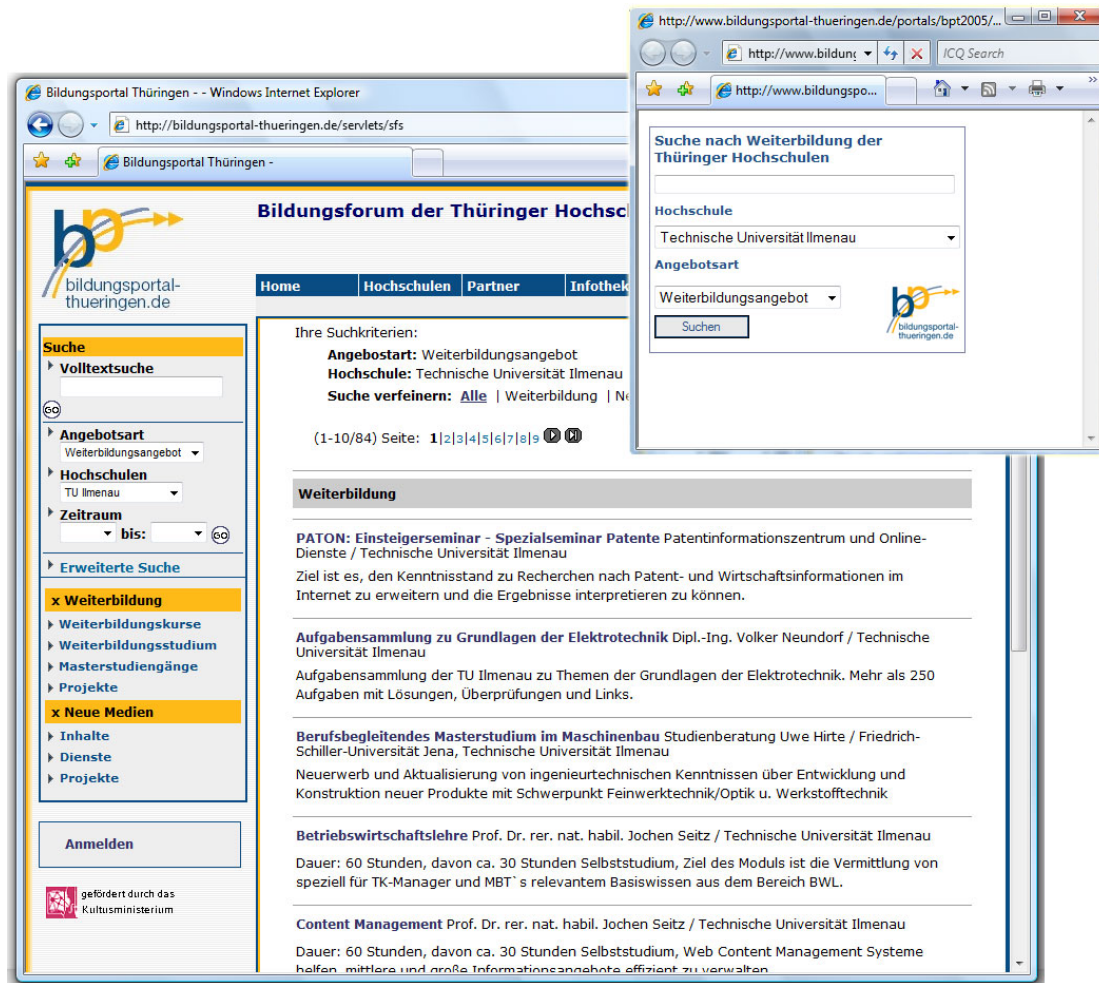 http://www.bildungsportal-thueringen.de/portals/bpt2005/...
http://www.bildung
ICQ Search
http://www.bildungspo...
Suche nach Weiterbildung der
Thüringer Hochschulen
Hochschule
Technische Universität Ilmenau
Angebotsart
Weiterbildungsangebot
Suchen
bildungsportal-
thueringen.de
Bildungsportal Thüringen - - Windows Internet Explorer
http://bildungsportal-thueringen.de/servlets/sfs
Bildungsportal Thüringen -
bp
bildungsportal-
thueringen.de
Bildungsforum der Thüringer Hochsc
Home Hochschulen Partner Infothek
Suche
Volltextsuche
GO
Angebotsart
Weiterbildungsangebot
Hochschulen
TU Ilmenau
Zeitraum
bis: GO
Erweiterte Suche
x Weiterbildung
Weiterbildungskurse
Weiterbildungsstudium
Masterstudiengänge
Projekte
x Neue Medien
Inhalte
Dienste
Projekte
Anmelden
gefördert durch das
Kultusministerium
Ihre Suchkriterien:
Angebostart: Weiterbildungsangebot
Hochschule: Technische Universität Ilmenau
Suche verfeinern: Alle | Weiterbildung | Ne
(1-10/84) Seite: 1|2|3|4|5|6|7|8|9
Weiterbildung
PATON: Einsteigerseminar - Spezialseminar Patente Patentinformationszentrum und Online-
Dienste / Technische Universität Ilmenau
Ziel ist es, den Kenntnisstand zu Recherchen nach Patent- und Wirtschaftsinformationen im
Internet zu erweitern und die Ergebnisse interpretieren zu können.
Aufgabensammlung zu Grundlagen der Elektrotechnik Dipl.-Ing. Volker Neundorf / Technische
Universität Ilmenau
Aufgabensammlung der TU Ilmenau zu Themen der Grundlagen der Elektrotechnik. Mehr als 250
Aufgaben mit Lösungen, Überprüfungen und Links.
Berufsbegleitendes Masterstudium im Maschinenbau Studienberatung Uwe Hirte / Friedrich-
Schiller-Universität Jena, Technische Universität Ilmenau
Neuerwerb und Aktualisierung von ingenieurtechnischen Kenntnissen über Entwicklung und
Konstruktion neuer Produkte mit Schwerpunkt Feinwerktechnik/Optik u. Werkstofftechnik
Betriebswirtschaftslehre Prof. Dr. rer. nat. habil. Jochen Seitz / Technische Universität Ilmenau
Dauer: 60 Stunden, davon ca. 30 Stunden Selbststudium, Ziel des Moduls ist die Vermittlung von
speziell für TK-Manager und MBT`s relevantem Basiswissen aus dem Bereich BWL.
Content Management Prof. Dr. rer. nat. habil. Jochen Seitz / Technische Universität Ilmenau
Dauer: 60 Stunden, davon ca. 30 Stunden Selbststudium, Web Content Management Systeme
helfen, mittlere und große Informationsangebote effizient zu verwalten